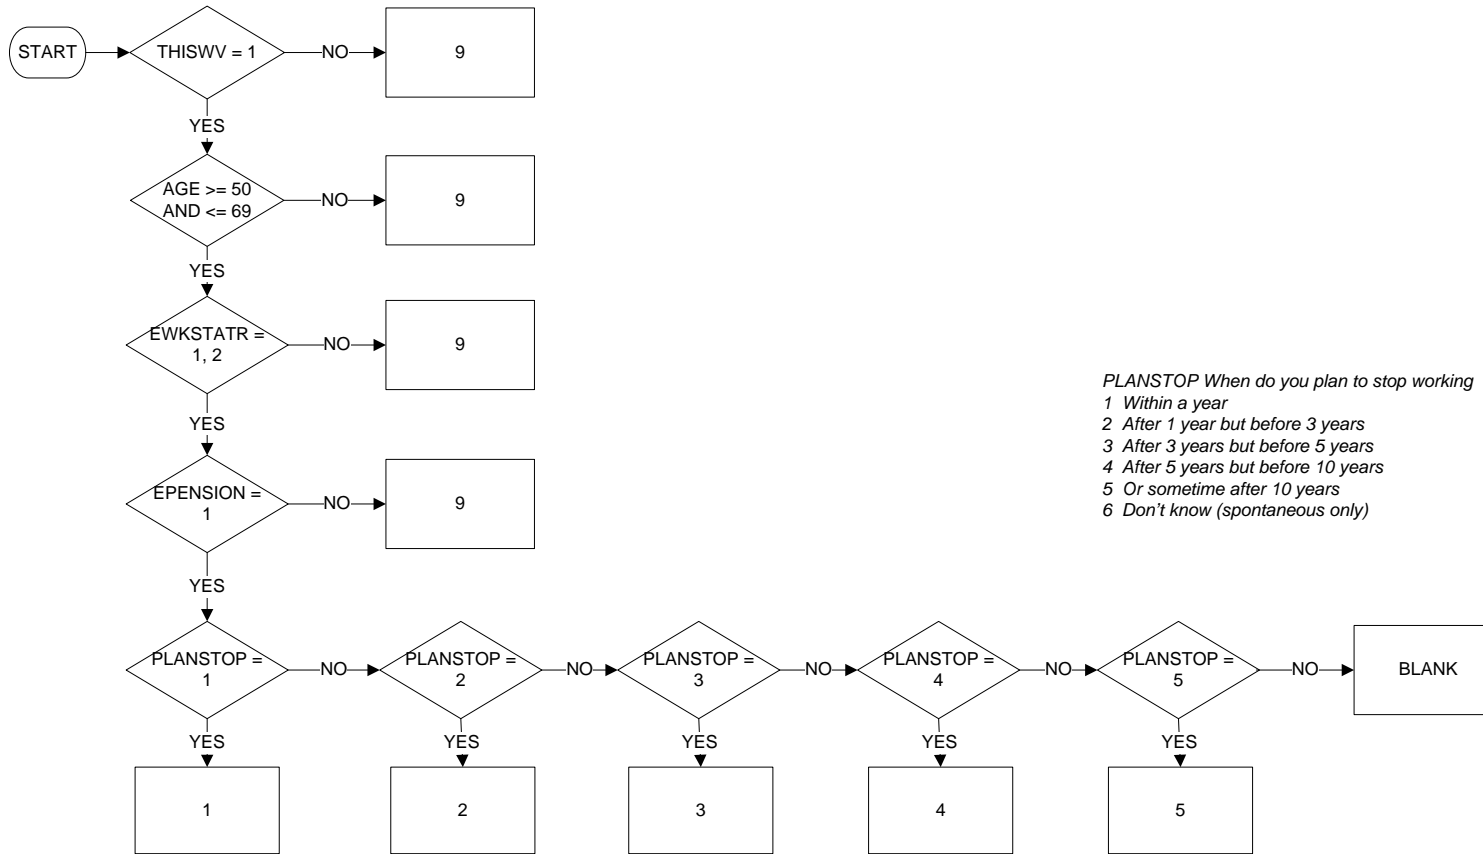 START
THISWV = 1
NO
9
YES
AGE >= 50
AND <= 69
NO
9
YES
EWKSTATR =
1, 2
NO
9
YES
EPENSION =
1
NO
9
YES
PLANSTOP When do you plan to stop working
1 Within a year
2 After 1 year but before 3 years
3 After 3 years but before 5 years
4 After 5 years but before 10 years
5 Or sometime after 10 years
6 Don't know (spontaneous only)
PLANSTOP =
1
NO
PLANSTOP =
2
NO
PLANSTOP =
3
NO
PLANSTOP =
4
NO
PLANSTOP =
5
NO
BLANK
YES
YES
YES
YES
YES
1
2
3
4
5